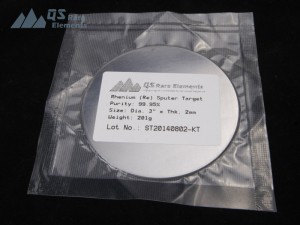 QS Rare
Elements
QS Rare Elements
Rhenium (Re) Sputer Target
Purity: 99.95%
Size: Dia. 3" x Thk. 2mm
Weight: 201g
Lot No.: ST20140802-KT